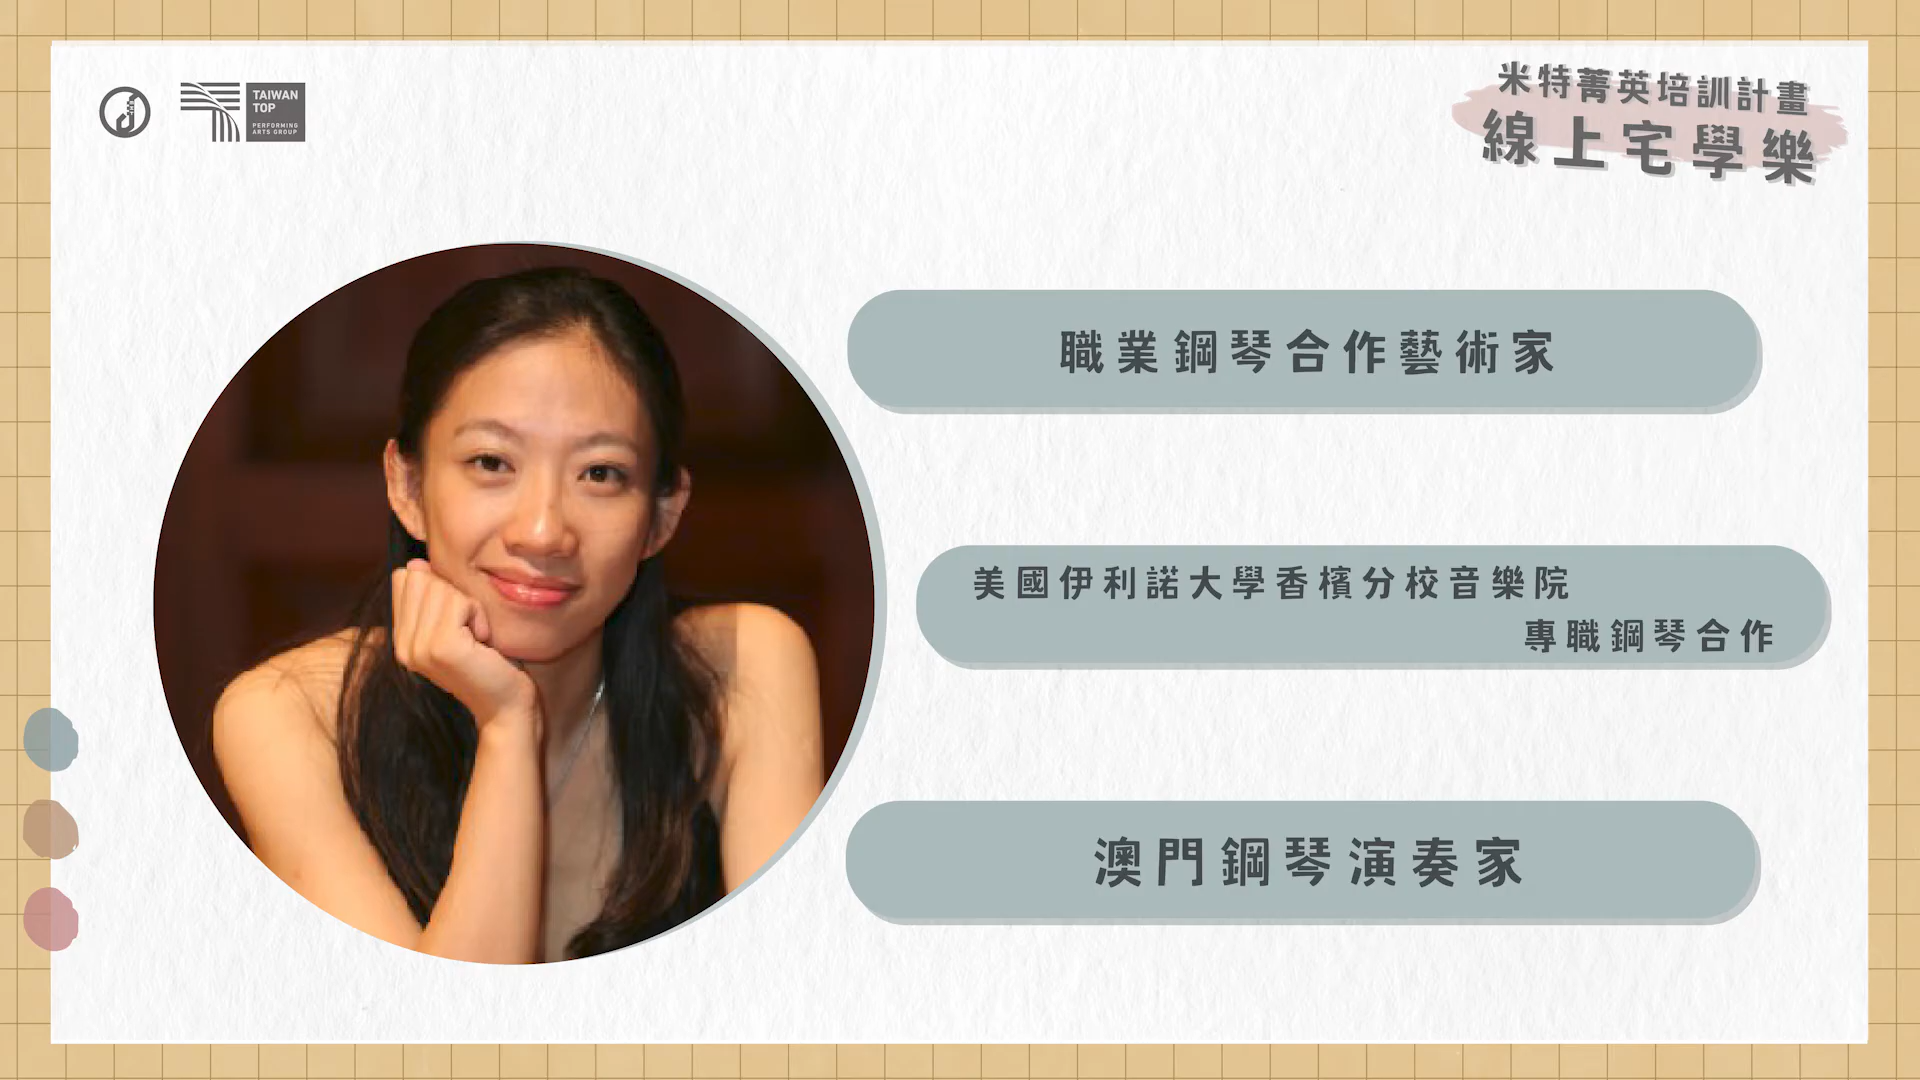 TAIWAN
TOP
PERFORMING
ARTS GROUP
米特菁英培訓計畫
線上宅學樂
職業鋼琴合作藝術家
美國伊利諾大學香檳分校音樂院
專職鋼琴合作
澳門鋼琴演奏家